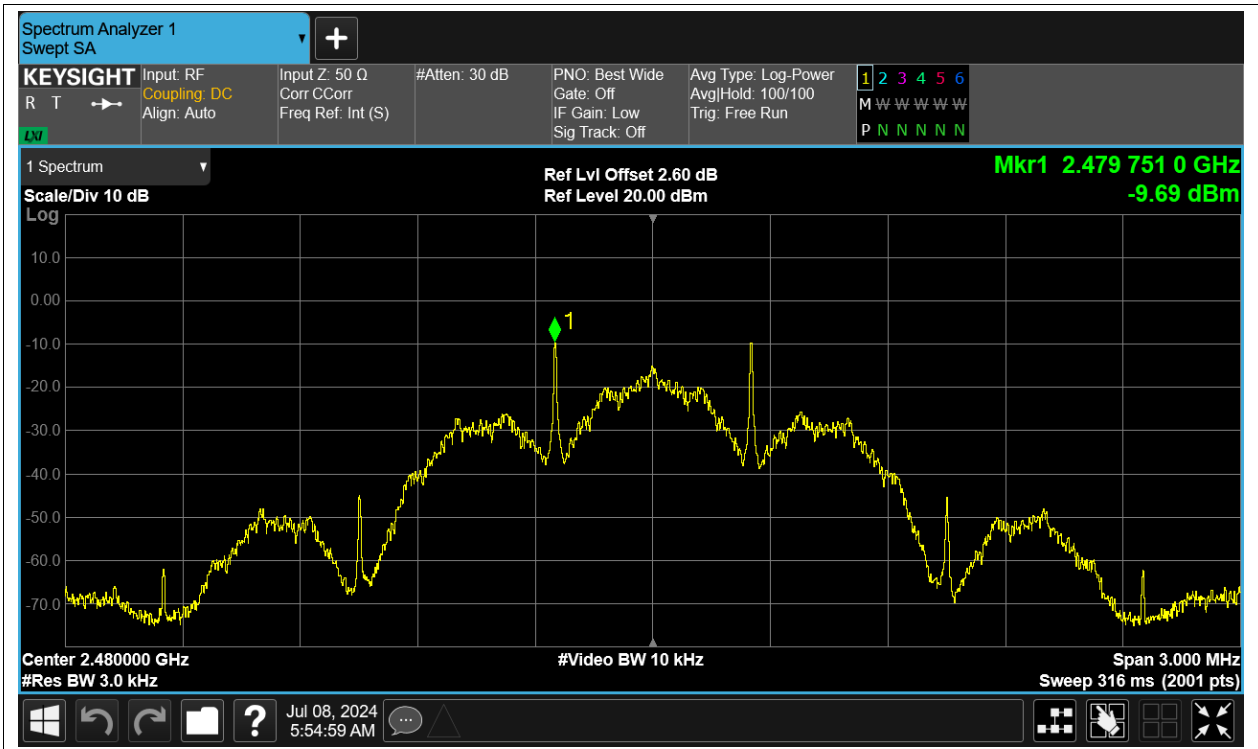 Spectrum Analyzer 1
Swept SA
KEYSIGHT
R T
LXI
Input: RF
Coupling: DC
Align: Auto
Input Z: 50 Ω
Corr CCorr
Freq Ref: Int (S)
#Atten: 30 dB
PNO: Best Wide
Gate: Off
IF Gain: Low
Sig Track: Off
Avg Type: Log-Power
Avg|Hold: 100/100
Trig: Free Run
1 2 3 4 5 6
M W W W W W W
P N N N N N N
1 Spectrum
Scale/Div 10 dB
Log
Ref Lvl Offset 2.60 dB
Ref Level 20.00 dBm
Mkr1 2.479 751 0 GHz
-9.69 dBm
10.0
0.00
-10.0
-20.0
-30.0
-40.0
-50.0
-60.0
-70.0
1
Center 2.480000 GHz
#Res BW 3.0 kHz
#Video BW 10 kHz
Span 3.000 MHz
Sweep 316 ms (2001 pts)
?
Jul 08, 2024
5:54:59 AM